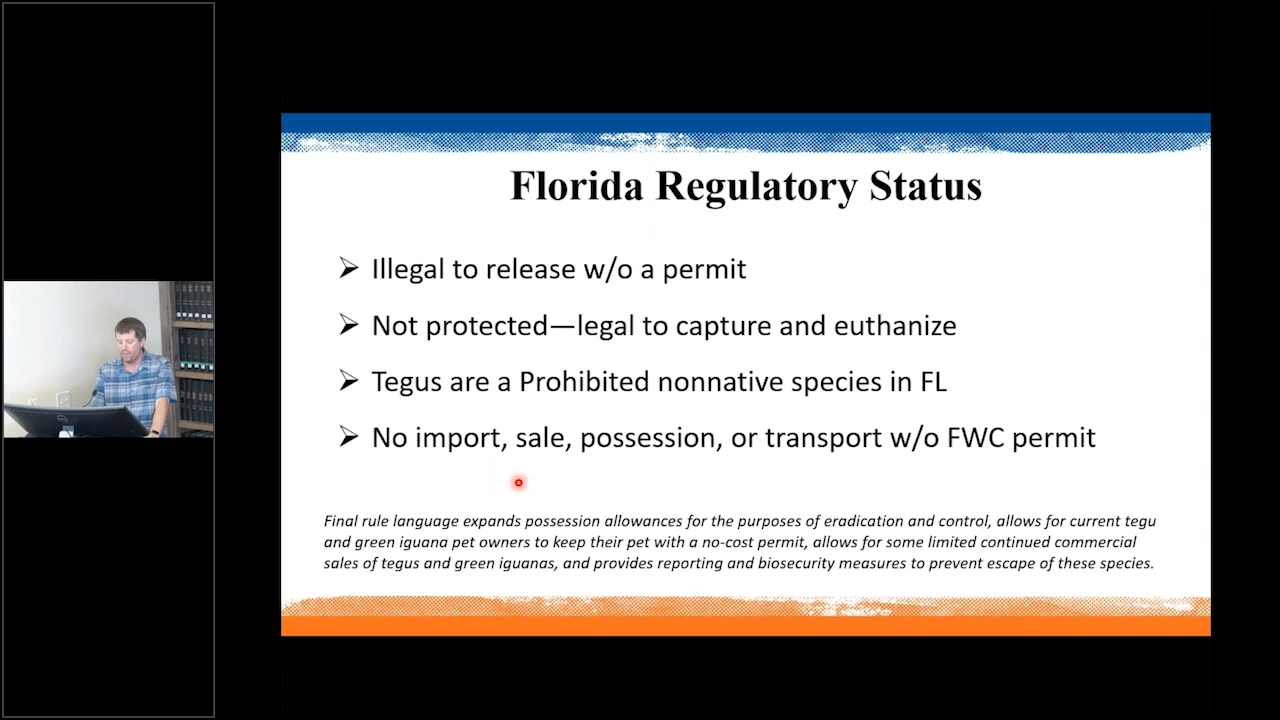 Florida Regulatory Status
➢ Illegal to release w/o a permit
➢ Not protected—legal to capture and euthanize
➢ Tegus are a Prohibited nonnative species in FL
➢ No import, sale, possession, or transport w/o FWC permit
Final rule language expands possession allowances for the purposes of eradication and control, allows for current tegu
and green iguana pet owners to keep their pet with a no-cost permit, allows for some limited continued commercial
sales of tegus and green iguanas, and provides reporting and biosecurity measures to prevent escape of these species.